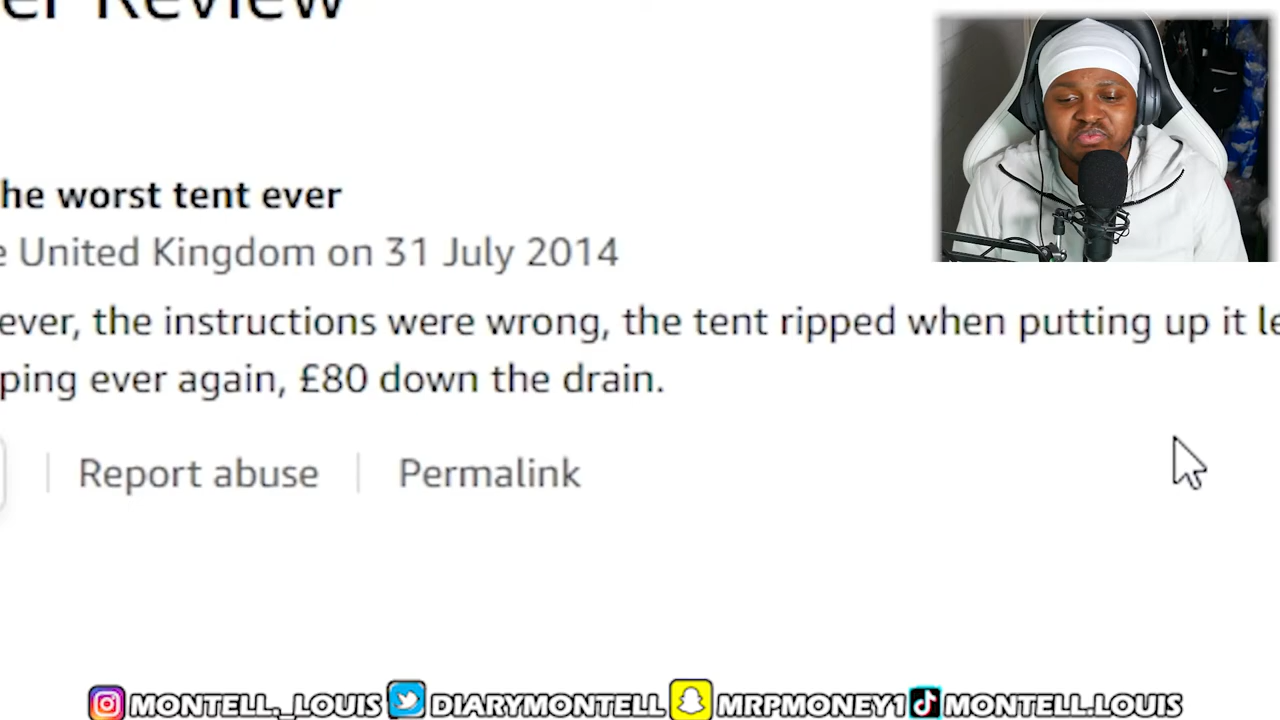 er Review
he worst tent ever
e United Kingdom on 31 July 2014
ever, the instructions were wrong, the tent ripped when putting up it le
ping ever again, £80 down the drain.
Report abuse
Permalink
MONTELL_LOUIS DIARYMONTELL MRPMONEY1 MONTELL.LOUIS